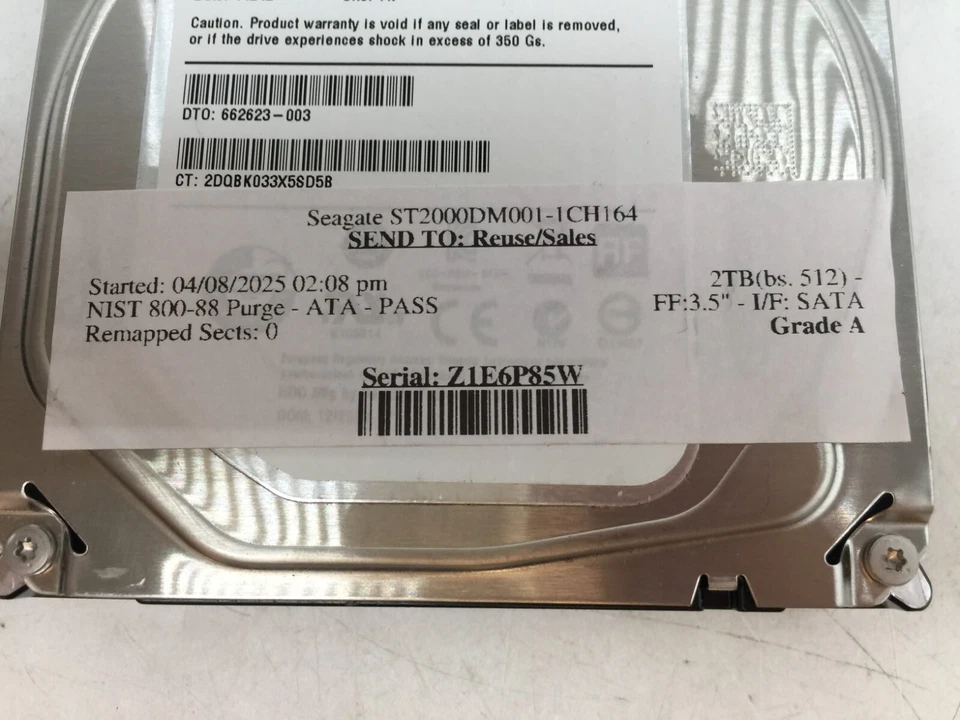 Caution. Product warranty is void if any seal or label is removed,
or if the drive experiences shock in excess of 350 Gs.
DTO: 662623-003
CT: 2DQBK033X5SD5B
Seagate ST2000DM001-1CH164
SEND TO: Reuse/Sales
Started: 04/08/2025 02:08 pm
NIST 800-88 Purge - ATA - PASS
Remapped Sects: 0
2TB(bs. 512) -
FF:3.5" - I/F: SATA
Grade A
Serial: Z1E6P85W